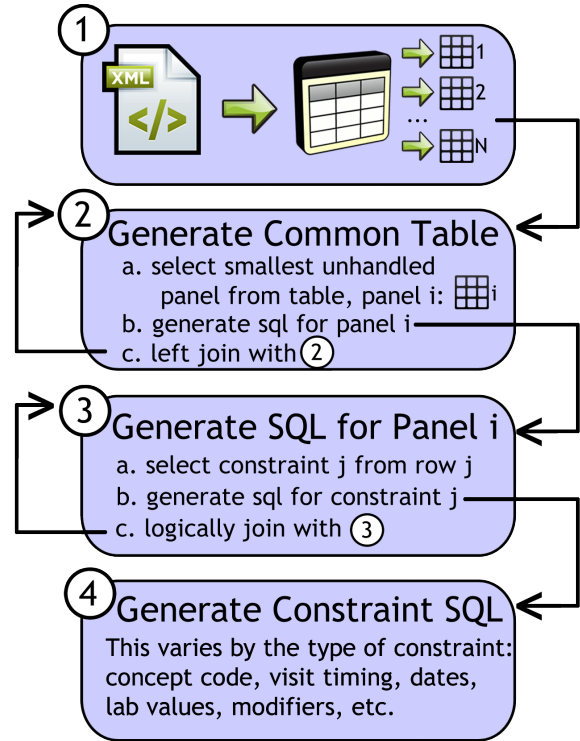 1
XML
</>
1
2
...
N
2
Generate Common Table
a. select smallest unhandled
panel from table, panel i: i
b. generate sql for panel i
c. left join with 2
3
Generate SQL for Panel i
a. select constraint j from row j
b. generate sql for constraint j
c. logically join with 3
4
Generate Constraint SQL
This varies by the type of constraint:
concept code, visit timing, dates,
lab values, modifiers, etc.